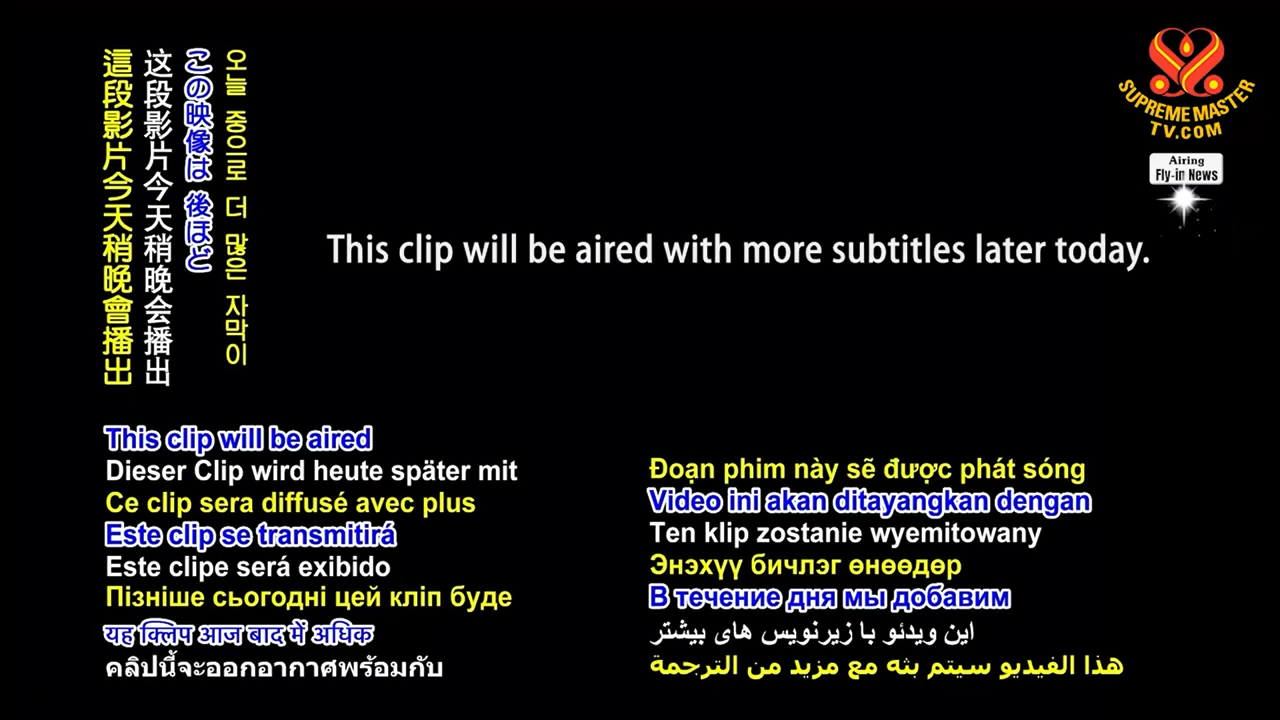 這段影片今天稍晚會播出
这段影片今天稍晚会播出
この映像は 後ほど
오늘 중으로 더 많은 자막이
SUPREME MASTER
TV.COM
Airing
Fly-in News
This clip will be aired with more subtitles later today.
This clip will be aired
Dieser Clip wird heute später mit
Ce clip sera diffusé avec plus
Este clip se transmitirá
Este clipe será exibido
Пізніше сьогодні цей кліп буде
यह क्लिप आज बाद में अधिक
คลิปนี้จะออกอากาศพร้อมกับ
Đoạn phim này sẽ được phát sóng
Video ini akan ditayangkan dengan
Ten klip zostanie wyemitowany
Энэхүү бичлэг өнөөдөр
В течение дня мы добавим
این ویدئو با زیرنویس های بیشتر
هذا الفيديو سيتم بثه مع مزيد من الترجمة